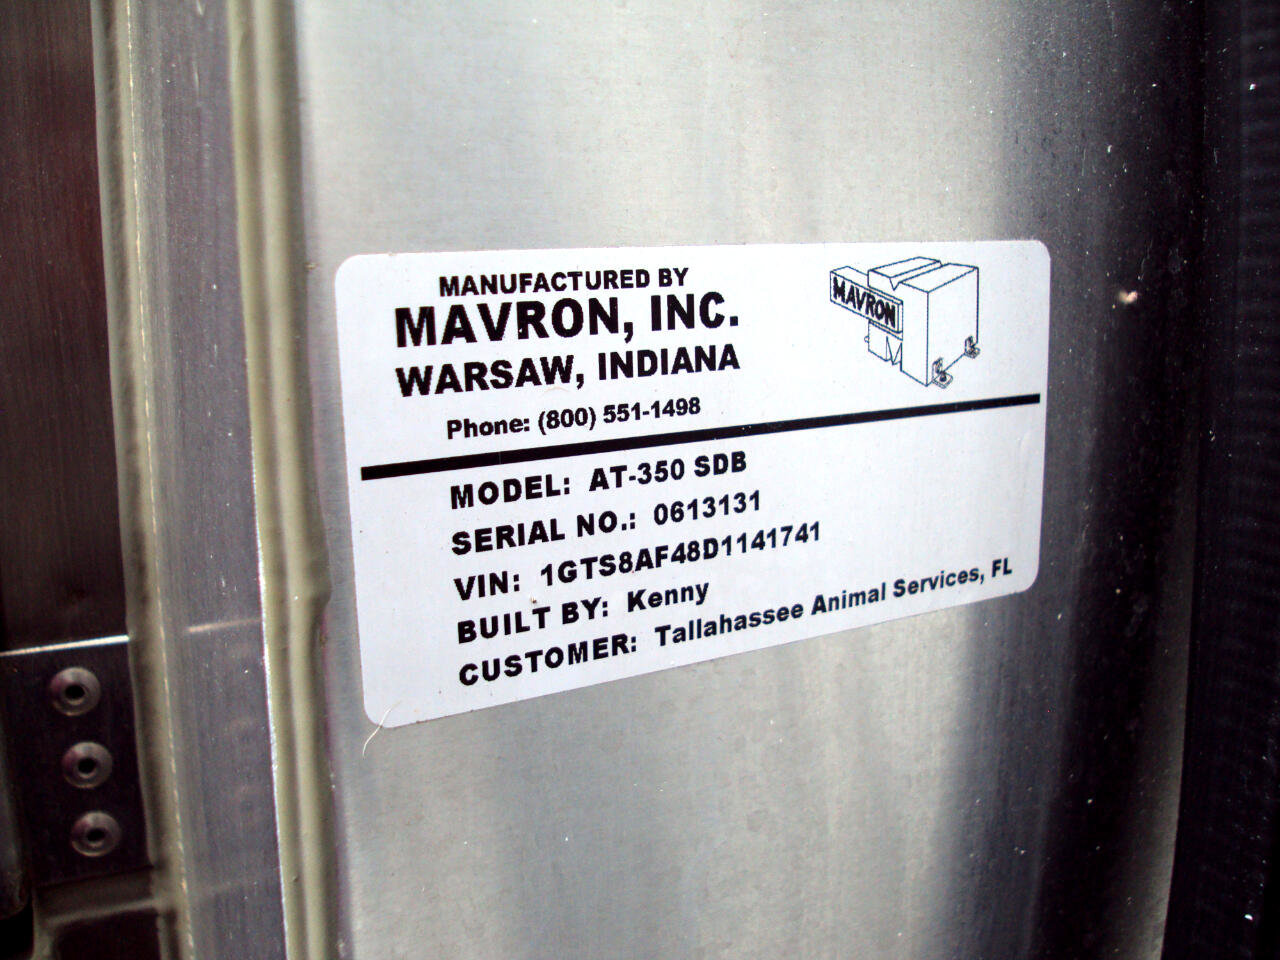 MANUFACTURED BY
MAVRON, INC.
WARSAW, INDIANA
Phone: (800) 551-1498
MAVRON
MODEL: AT-350 SDB
SERIAL NO.: 0613131
VIN: 1GTS8AF48D1141741
BUILT BY: Kenny
CUSTOMER: Tallahassee Animal Services, FL